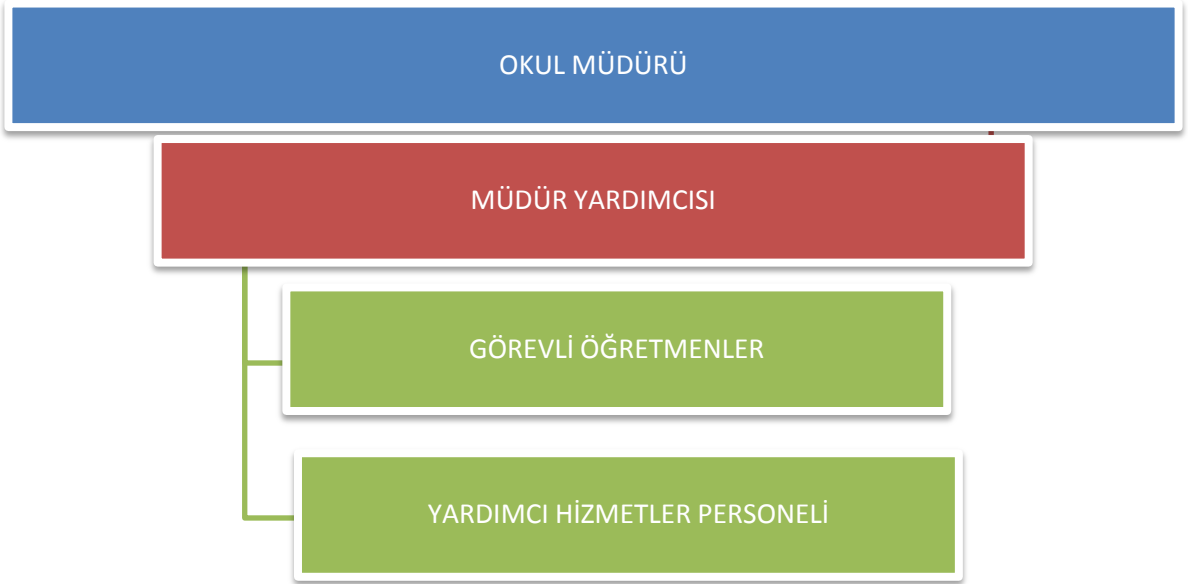 OKUL MÜDÜRÜ
MÜDÜR YARDIMCISI
GÖREVLİ ÖĞRETMENLER
YARDIMCI HİZMETLER PERSONELİ